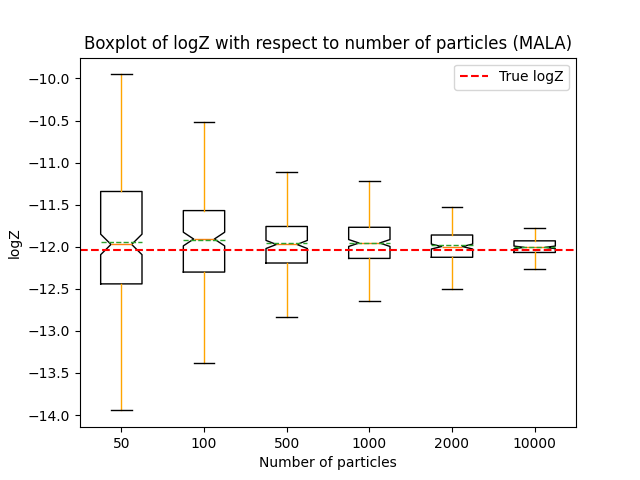 Boxplot of logZ with respect to number of particles (MALA)
True logZ
logZ
−10.0
−10.5
−11.0
−11.5
−12.0
−12.5
−13.0
−13.5
−14.0
50 100 500 1000 2000 10000
Number of particles